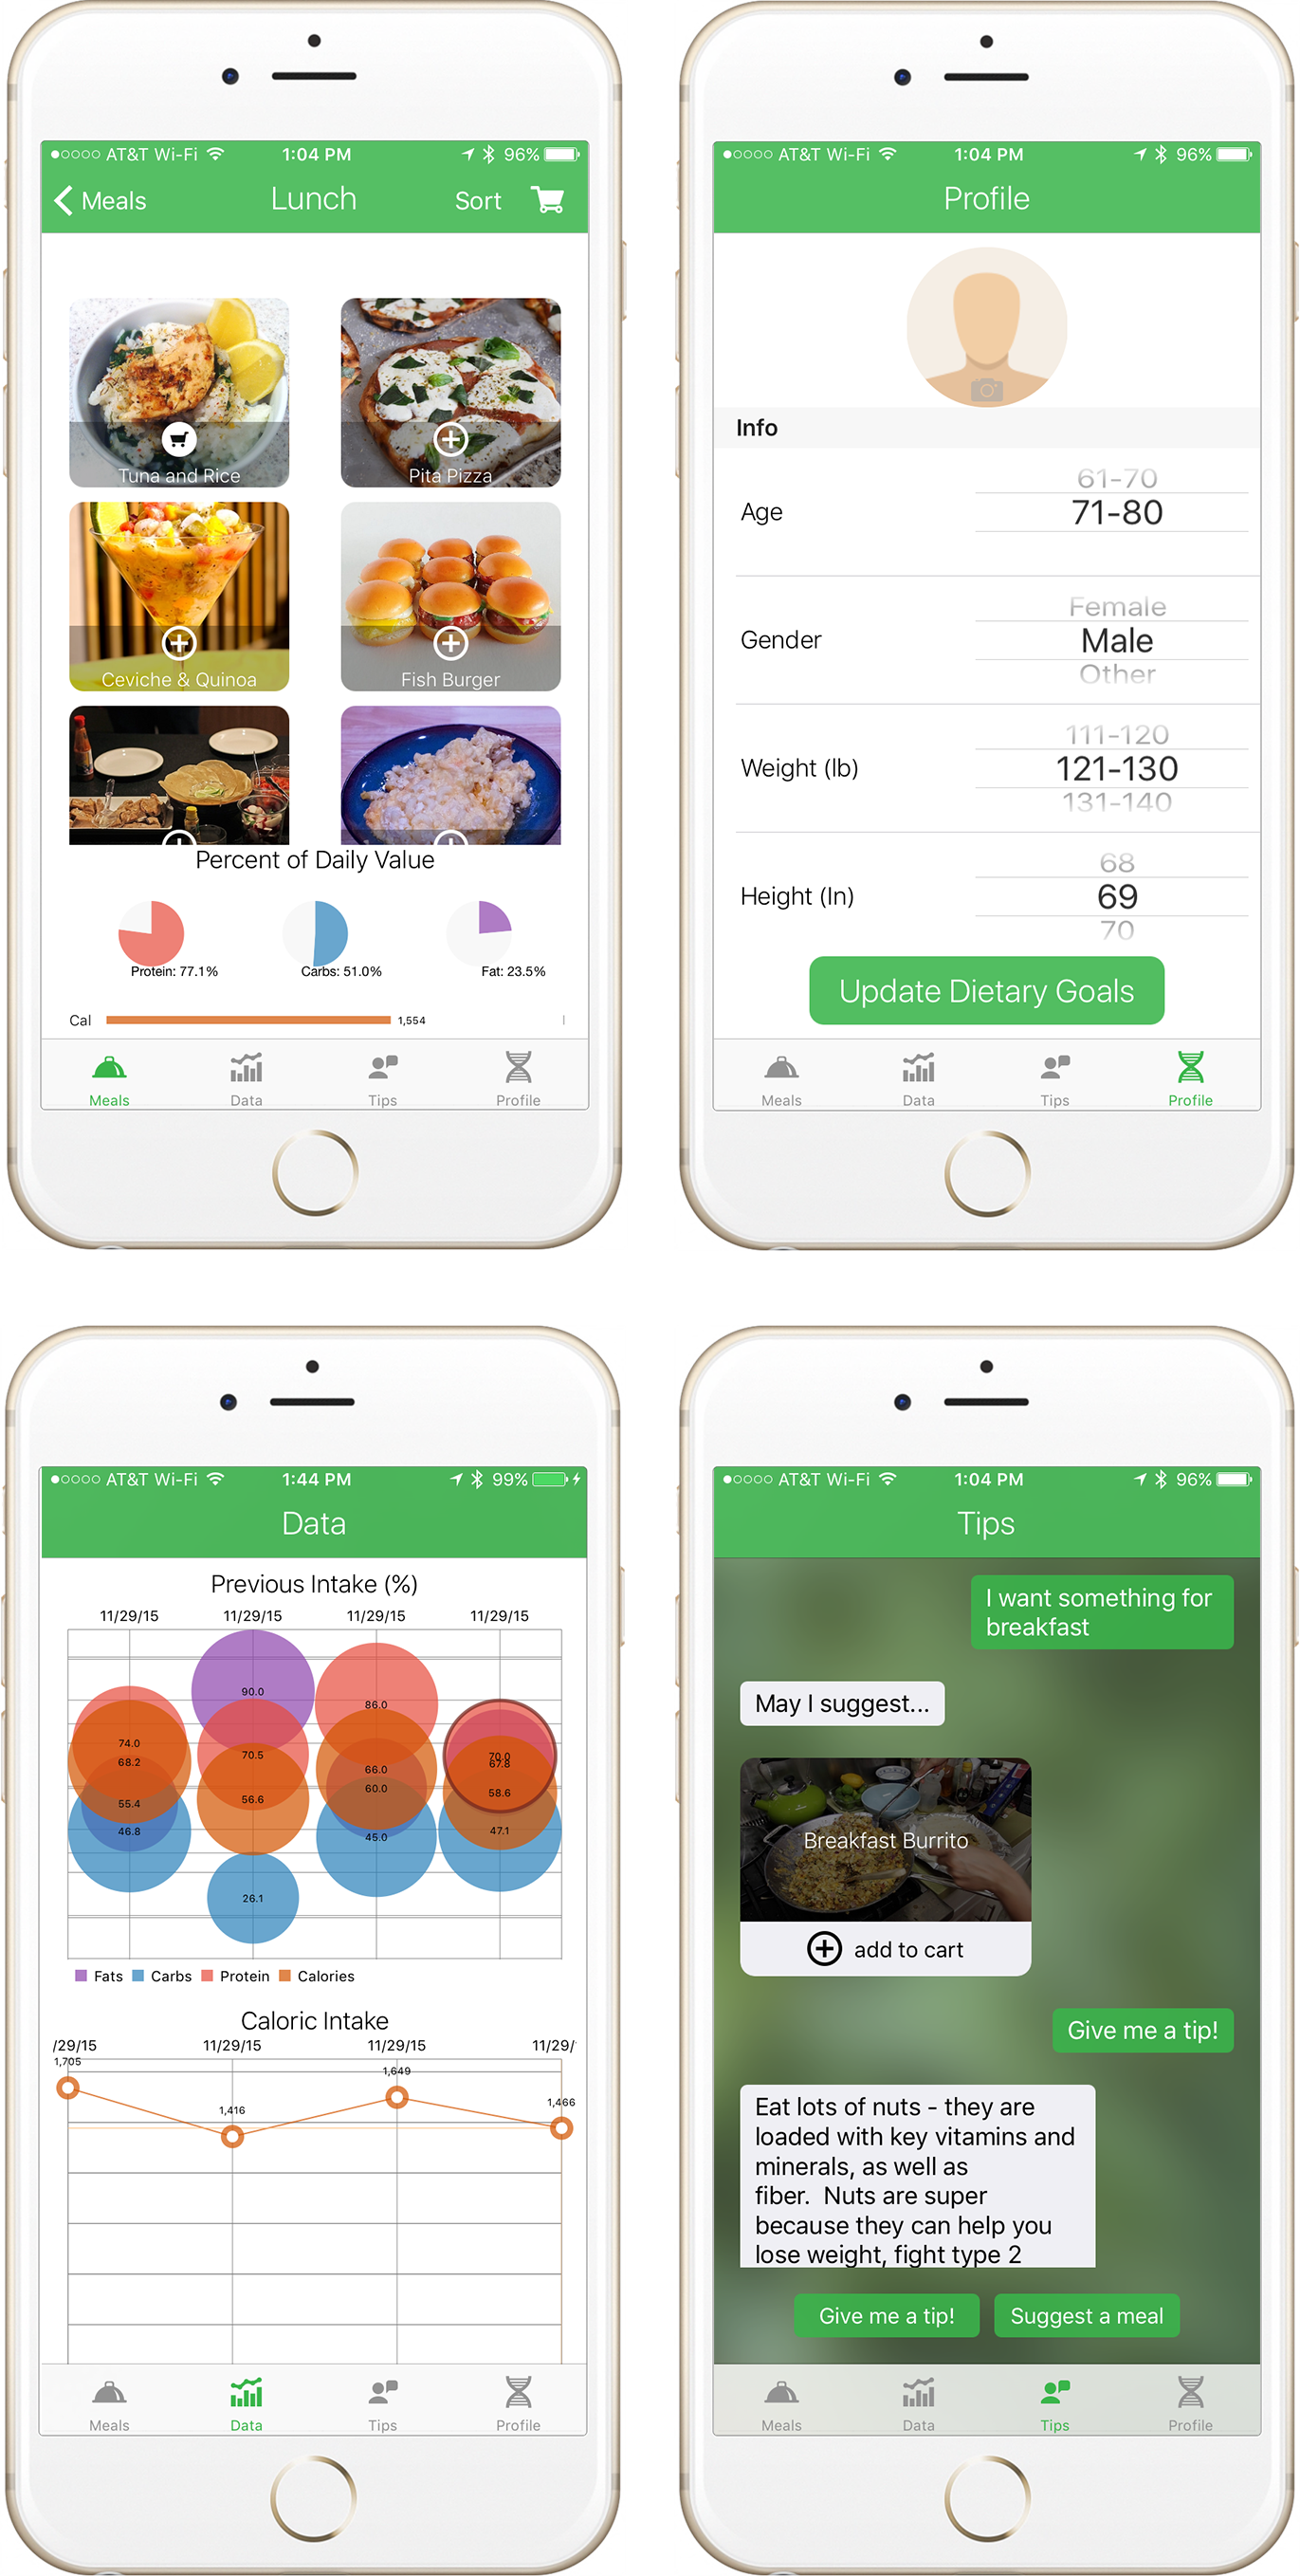 AT&T Wi-Fi 1:04 PM 96%
Meals Lunch Sort
Tuna and Rice Pita Pizza
Ceviche & Quinoa Fish Burger
Percent of Daily Value
Protein: 77.1% Carbs: 51.0% Fat: 23.5%
Cal 1,554
Meals Data Tips Profile
AT&T Wi-Fi 1:04 PM 96%
Profile
Info
61-70
Age 71-80
Female
Gender Male
Other
111-120
Weight (lb) 121-130
131-140
68
Height (In) 69
70
Update Dietary Goals
Meals Data Tips Profile
AT&T Wi-Fi 1:44 PM 99%
Data
Previous Intake (%)
11/29/15 11/29/15 11/29/15 11/29/15
90.0
86.0
74.0
70.5
70.0
68.2
67.8
66.0
60.0
58.6
56.6
55.4
47.1
46.8
45.0
26.1
Fats Carbs Protein Calories
Caloric Intake
/29/15 11/29/15 11/29/15 11/29/
1,705
1,649
1,416
1,466
Meals Data Tips Profile
AT&T Wi-Fi 1:04 PM 96%
Tips
I want something for
breakfast
May I suggest...
Breakfast Burrito
add to cart
Give me a tip!
Eat lots of nuts - they are
loaded with key vitamins and
minerals, as well as
fiber.  Nuts are super
because they can help you
lose weight, fight type 2
Give me a tip! Suggest a meal
Meals Data Tips Profile